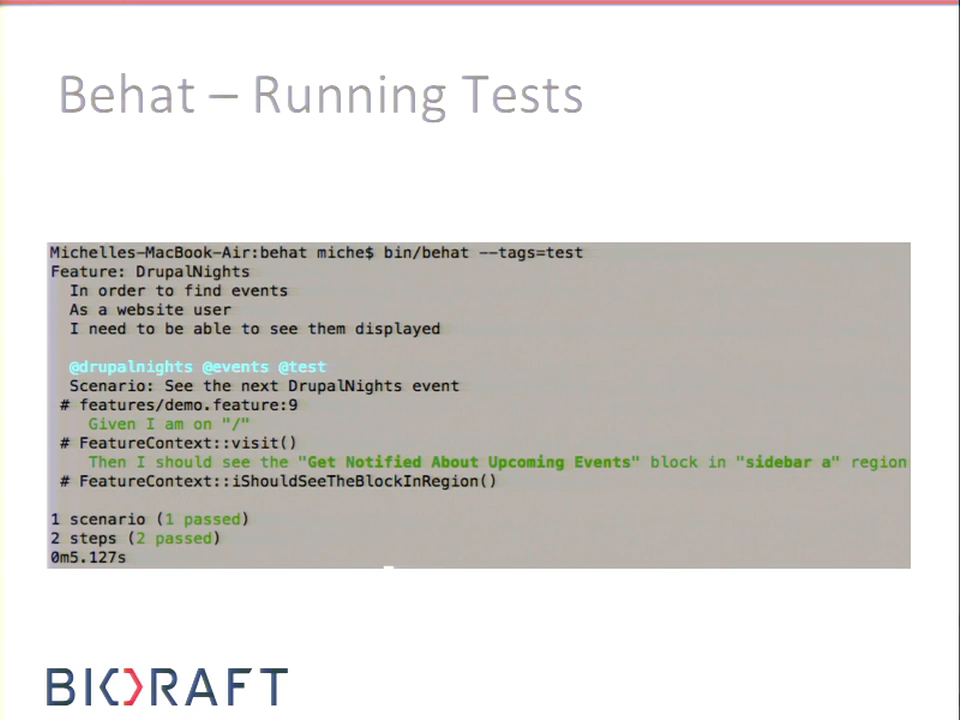 Behat – Running Tests
Michelles-MacBook-Air:behat miche$ bin/behat --tags=test
Feature: DrupalNights
In order to find events
As a website user
I need to be able to see them displayed
@drupalnights @events @test
Scenario: See the next DrupalNights event
# features/demo.feature:9
Given I am on "/"
# FeatureContext::visit()
Then I should see the "Get Notified About Upcoming Events" block in "sidebar a" region
# FeatureContext::iShouldSeeTheBlockInRegion()
1 scenario (1 passed)
2 steps (2 passed)
0m5.127s
BIORAFT